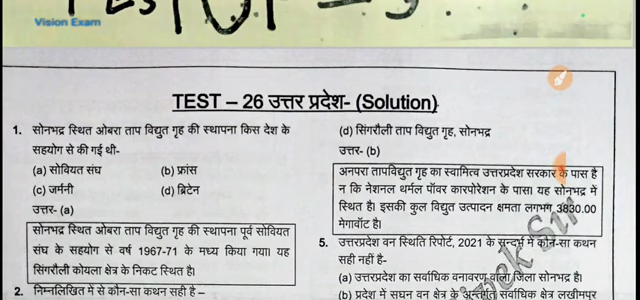 Vision Exam
TEST – 26 उत्तर प्रदेश- (Solution)
1. सोनभद्र स्थित ओबरा ताप विद्युत गृह की स्थापना किस देश के
सहयोग से की गई थी-
(a) सोवियत संघ (b) फ्रांस
(c) जर्मनी (d) ब्रिटेन
उत्तर- (a)
सोनभद्र स्थित ओबरा ताप विद्युत गृह की स्थापना पूर्व सोवियत
संघ के सहयोग से वर्ष 1967-71 के मध्य किया गया। यह
सिंगरौली कोयला क्षेत्र के निकट स्थित है।
2. निम्नलिखित में से कौन-सा कथन सही है –
(d) सिंगरौली ताप विद्युत गृह, सोनभद्र
उत्तर- (b)
अनपरा तापविद्युत गृह का स्वामित्व उत्तरप्रदेश सरकार के पास है
न कि नेशनल थर्मल पॉवर कारपोरेशन के पास। यह सोनभद्र में
स्थित है। इसकी कुल विद्युत उत्पादन क्षमता लगभग 3830.00
मेगावॉट है।
5. उत्तरप्रदेश वन स्थिति रिपोर्ट, 2021 के सन्दर्भ में कौन-सा कथन
सही नहीं है-
(a) उत्तरप्रदेश का सर्वाधिक वनावरण वाला जिला सोनभद्र है।
(b) प्रदेश में सघन वन क्षेत्र के अन्तर्गत सर्वाधिक क्षेत्र लखीमपुर
Sir